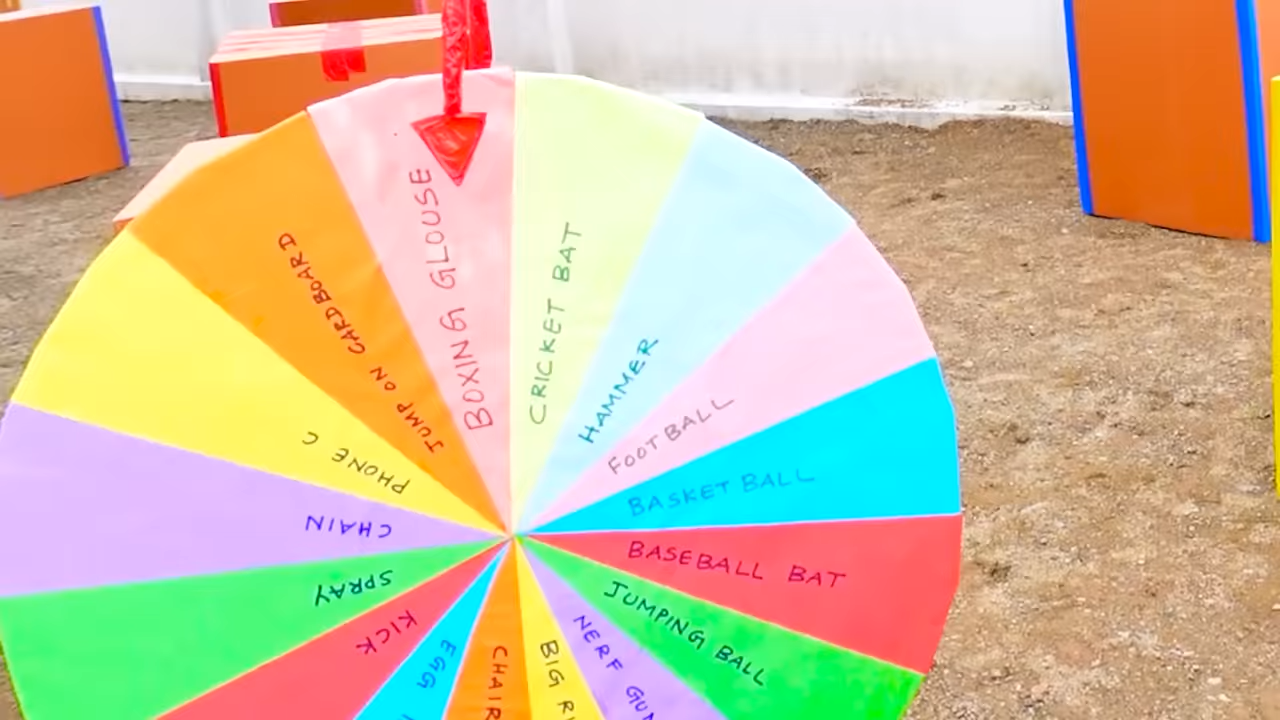 BOXING GLOUSE
CRICKET BAT
HAMMER
FOOTBALL
BASKET BALL
BASEBALL BAT
JUMPING BALL
NERF GUN
BIG
CHAIR
EGG
KICK
SPRAY
CHAIN
PHONE C
JUMP ON CARDBOARD